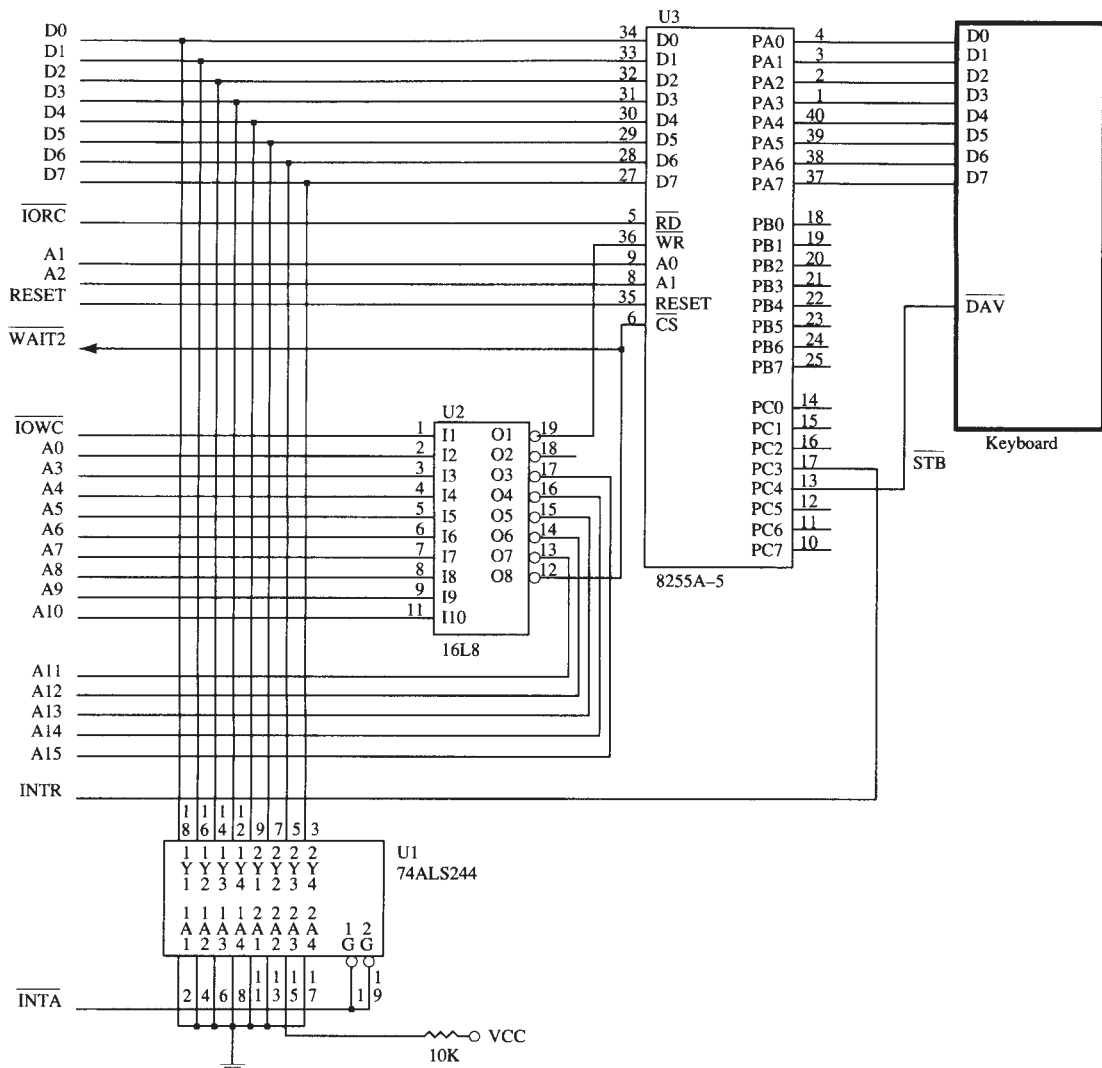 U3
D0 34 D0 PA0 4 D0
D1 33 D1 PA1 3 D1
D2 32 D2 PA2 2 D2
D3 31 D3 PA3 1 D3
D4 30 D4 PA4 40 D4
D5 29 D5 PA5 39 D5
D6 28 D6 PA6 38 D6
D7 27 D7 PA7 37 D7
IORC 5 RD PB0 18
36 WR PB1 19
A1 9 A0 PB2 20
A2 8 A1 PB3 21
RESET 35 RESET PB4 22 DAV
6 CS PB5 23
WAIT2 PB6 24
PB7 25
U2 PC0 14
IOWC 1 I1 O1 19 PC1 15 Keyboard
A0 2 I2 O2 18 PC2 16
A3 3 I3 O3 17 PC3 17 STB
A4 4 I4 O4 16 PC4 13
A5 5 I5 O5 15 PC5 12
A6 6 I6 O6 14 PC6 11
A7 7 I7 O7 13 PC7 10
A8 8 I8 O8 12 8255A–5
A9 9 I9
A10 11 I10
16L8
A11
A12
A13
A14
A15
INTR
18 16 14 12 9 7 5 3
1Y1 1Y2 1Y3 1Y4 2Y1 2Y2 2Y3 2Y4 U1
74ALS244
1A1 1A2 1A3 1A4 2A1 2A2 2A3 2A4 1G 2G
INTA 2 4 6 8 11 13 15 17 1 19
VCC
10K